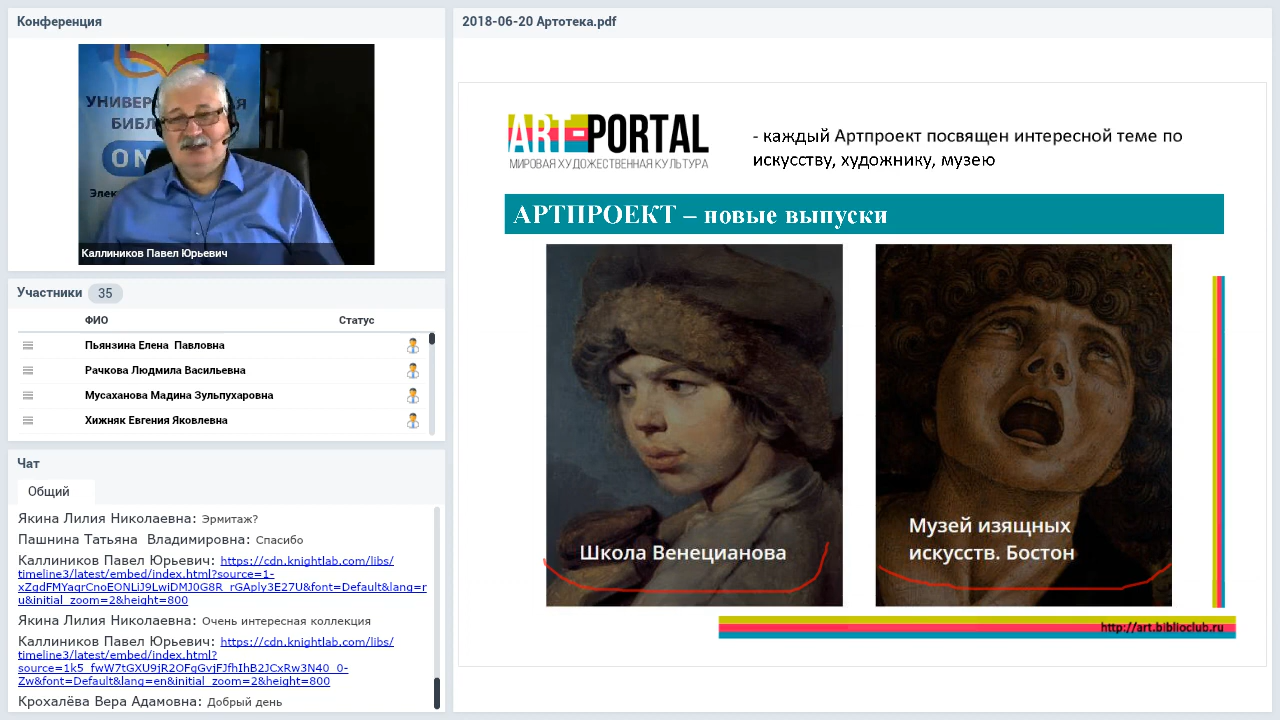 Конференция
УНИВЕР
БИБЛ
ON
Элек
Каллиников Павел Юрьевич
Участники 35
ФИО Статус
Пьянзина Елена Павловна
Рачкова Людмила Васильевна
Мусаханова Мадина Зульпухаровна
Хижняк Евгения Яковлевна
Чат
Общий
Якина Лилия Николаевна: Эрмитаж?
Пашнина Татьяна Владимировна: Спасибо
Каллиников Павел Юрьевич: https://cdn.knightlab.com/libs/
timeline3/latest/embed/index.html?source=1-
xZgdFMYaqrCnoEONLiJ9LwiDMJ0G8R_rGAply3E27U&font=Default&lang=r
u&initial_zoom=2&height=800
Якина Лилия Николаевна: Очень интересная коллекция
Каллиников Павел Юрьевич: https://cdn.knightlab.com/libs/
timeline3/latest/embed/index.html?
source=1k5_fwW7tGXU9jR2OFgGvjFJfhIhB2JCxRw3N40_0-
Zw&font=Default&lang=en&initial_zoom=2&height=800
Крохалёва Вера Адамовна: Добрый день
2018-06-20 Артотека.pdf
ART-PORTAL
МИРОВАЯ ХУДОЖЕСТВЕННАЯ КУЛЬТУРА
- каждый Артпроект посвящен интересной теме по
искусству, художнику, музею
АРТПРОЕКТ – новые выпуски
Школа Венецианова
Музей изящных
искусств. Бостон
http://art.biblioclub.ru